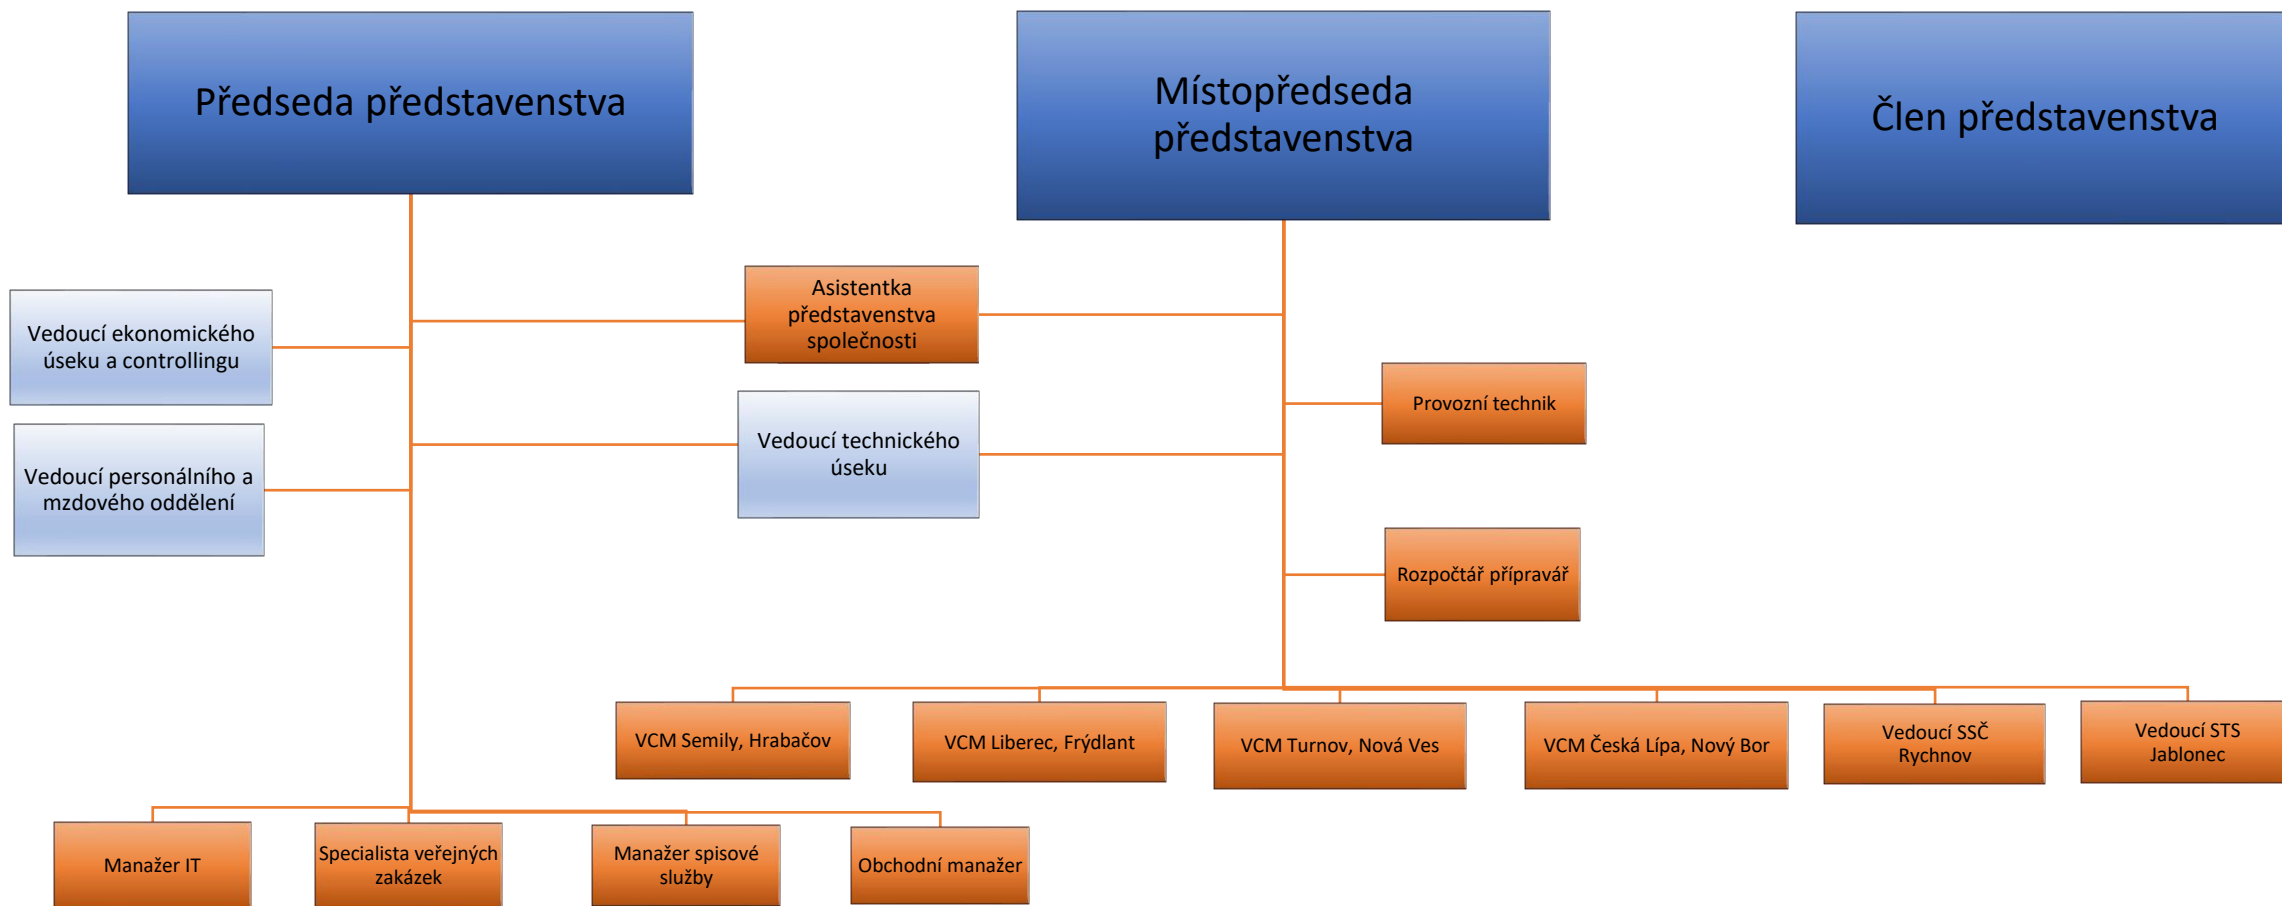 Předseda představenstva
Místopředseda
představenstva
Člen představenstva
Asistentka
představenstva
společnosti
Vedoucí ekonomického
úseku a controllingu
Provozní technik
Vedoucí technického
úseku
Vedoucí personálního a
mzdového oddělení
Rozpočtář přípravář
VCM Semily, Hrabačov
VCM Liberec, Frýdlant
VCM Turnov, Nová Ves
VCM Česká Lípa, Nový Bor
Vedoucí SSČ
Rychnov
Vedoucí STS
Jablonec
Manažer IT
Specialista veřejných
zakázek
Manažer spisové
služby
Obchodní manažer